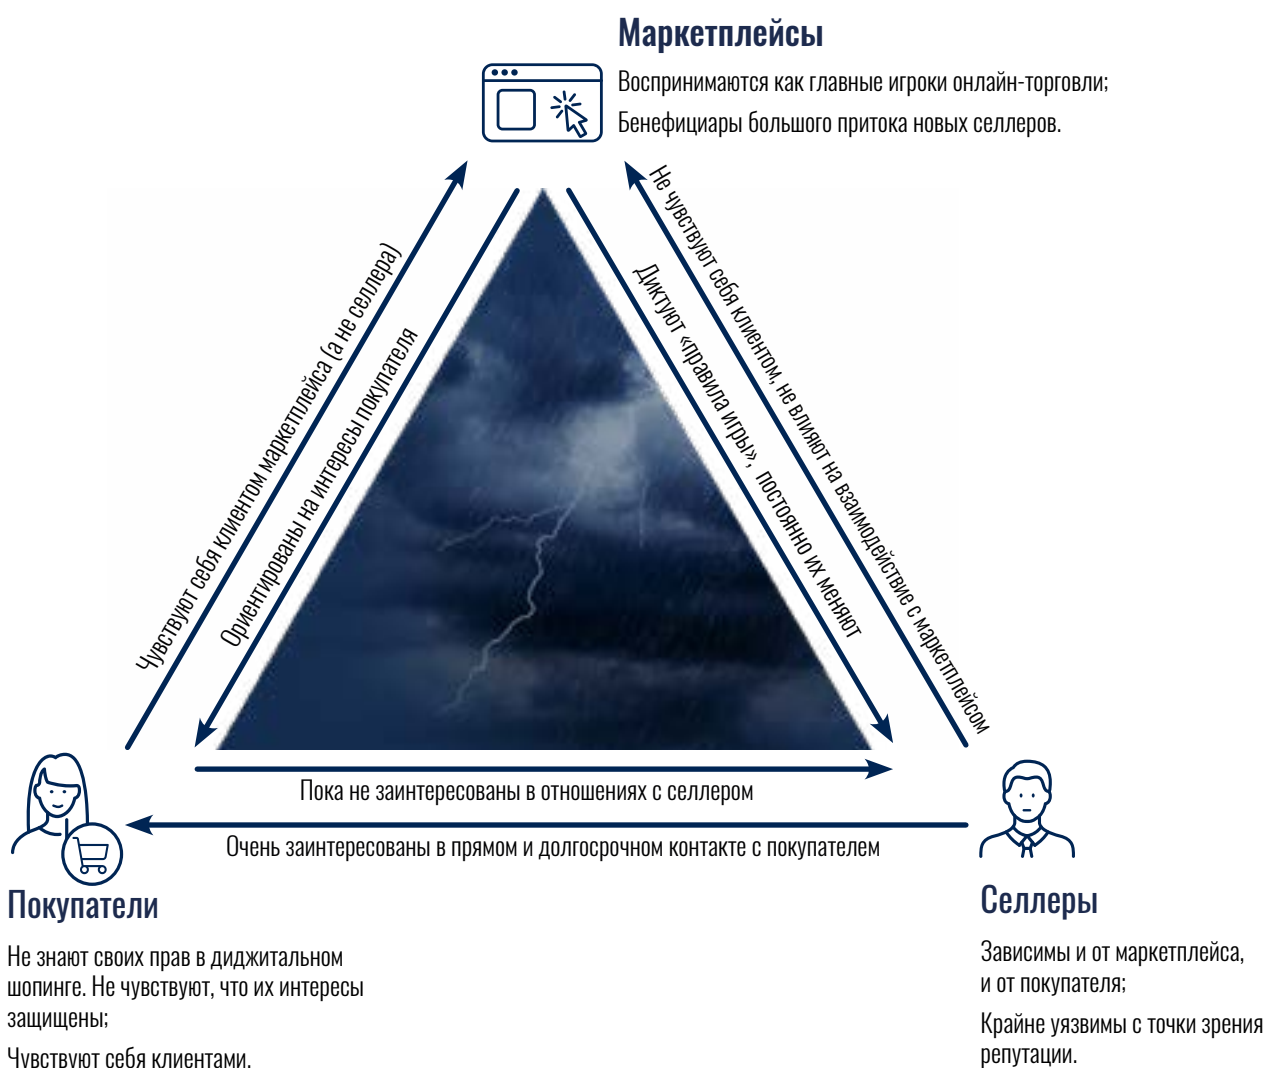 Маркетплейсы
Воспринимаются как главные игроки онлайн-торговли;
Бенефициары большого притока новых селлеров.
Чувствуют себя клиентом маркетплейса (а не селлера)
Ориентированы на интересы покупателя
Диктуют «правила игры», постоянно их меняют
Не чувствуют себя клиентом, не влияют на взаимодействие с маркетплейсом
Пока не заинтересованы в отношениях с селлером
Очень заинтересованы в прямом и долгосрочном контакте с покупателем
Покупатели
Не знают своих прав в диджитальном
шопинге. Не чувствуют, что их интересы
защищены;
Чувствуют себя клиентами.
Селлеры
Зависимы и от маркетплейса,
и от покупателя;
Крайне уязвимы с точки зрения
репутации.